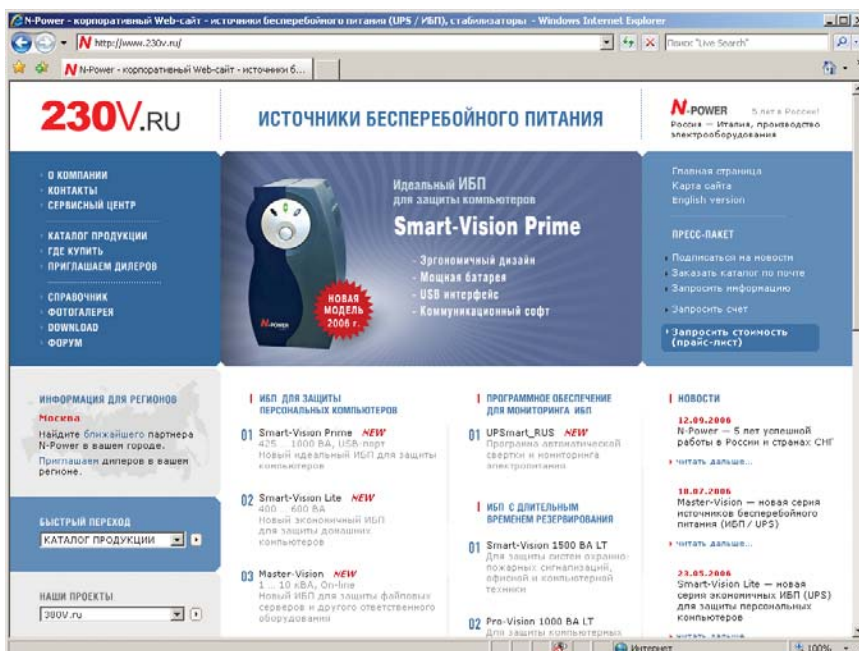 N-Power - корпоративный Web-сайт - источники бесперебойного питания (UPS / ИБП), стабилизаторы - Windows Internet Explorer
http://www.230v.ru/
Поиск "Live Search"
N-Power - корпоративный Web-сайт - источники б...
230V.RU
ИСТОЧНИКИ БЕСПЕРЕБОЙНОГО ПИТАНИЯ
N-POWER 5 лет в России!
Россия — Италия, производство
электрооборудования
О КОМПАНИИ
КОНТАКТЫ
СЕРВИСНЫЙ ЦЕНТР
КАТАЛОГ ПРОДУКЦИИ
ГДЕ КУПИТЬ
ПРИГЛАШАЕМ ДИЛЕРОВ
СПРАВОЧНИК
ФОТОГАЛЕРЕЯ
DOWNLOAD
ФОРУМ
Идеальный ИБП
для защиты компьютеров
Smart-Vision Prime
- Эргономичный дизайн
- Мощная батарея
- USB интерфейс
- Коммуникационный софт
НОВАЯ
МОДЕЛЬ
2006 г.
N-POWER
Главная страница
Карта сайта
English version
ПРЕСС-ПАКЕТ
Подписаться на новости
Заказать каталог по почте
Запросить информацию
Запросить счет
Запросить стоимость
(прайс-лист)
ИНФОРМАЦИЯ ДЛЯ РЕГИОНОВ
Москва
Найдите ближайшего партнера
N-Power в вашем городе.
Приглашаем дилеров в вашем
регионе.
БЫСТРЫЙ ПЕРЕХОД
КАТАЛОГ ПРОДУКЦИИ
НАШИ ПРОЕКТЫ
380V.ru
ИБП ДЛЯ ЗАЩИТЫ
ПЕРСОНАЛЬНЫХ КОМПЬЮТЕРОВ
01 Smart-Vision Prime NEW
425 ... 1000 ВА, USB-порт
Новый идеальный ИБП для защиты
компьютеров
02 Smart-Vision Lite NEW
400 ... 600 ВА
Новый экономичный ИБП
для защиты домашних
компьютеров
03 Master-Vision NEW
1 ... 10 кВА, On-line
Новый ИБП для защиты файловых
серверов и другого ответственного
оборудования
ПРОГРАММНОЕ ОБЕСПЕЧЕНИЕ
ДЛЯ МОНИТОРИНГА ИБП
01 UPSmart_RUS NEW
Программа автоматической
свертки и мониторинга
электропитания
ИБП С ДЛИТЕЛЬНЫМ
ВРЕМЕНЕМ РЕЗЕРВИРОВАНИЯ
01 Smart-Vision 1500 ВА LT
Для защиты систем охранно-
пожарных сигнализаций,
офисной и компьютерной
техники
02 Pro-Vision 1000 ВА LT
Для защиты компьютерных
НОВОСТИ
12.09.2006
N-Power — 5 лет успешной
работы в России и странах СНГ
читать дальше...
18.07.2006
Master-Vision — новая серия
источников бесперебойного
питания (ИБП / UPS)
читать дальше...
23.05.2006
Smart-Vision Lite — новая
серия экономичных ИБП (UPS)
для защиты персональных
компьютеров
читать дальше...
Интернет
100%